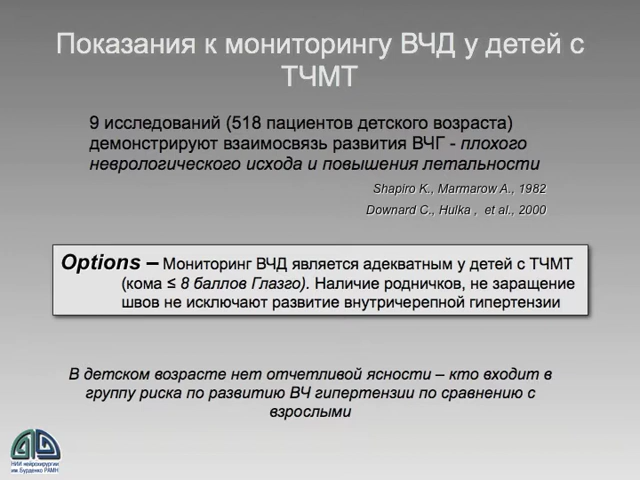 Показания к мониторингу ВЧД у детей с
ТЧМТ
9 исследований (518 пациентов детского возраста)
демонстрируют взаимосвязь развития ВЧГ - плохого
неврологического исхода и повышения летальности
Shapiro K., Marmarow A., 1982
Downard C., Hulka , et al., 2000
Options – Мониторинг ВЧД является адекватным у детей с ТЧМТ
(кома ≤ 8 баллов Глазго). Наличие родничков, не заращение
швов не исключают развитие внутричерепной гипертензии
В детском возрасте нет отчетливой ясности – кто входит в
группу риска по развитию ВЧ гипертензии по сравнению с
взрослыми
НИИ нейрохирургии
им Бурденко РАМН